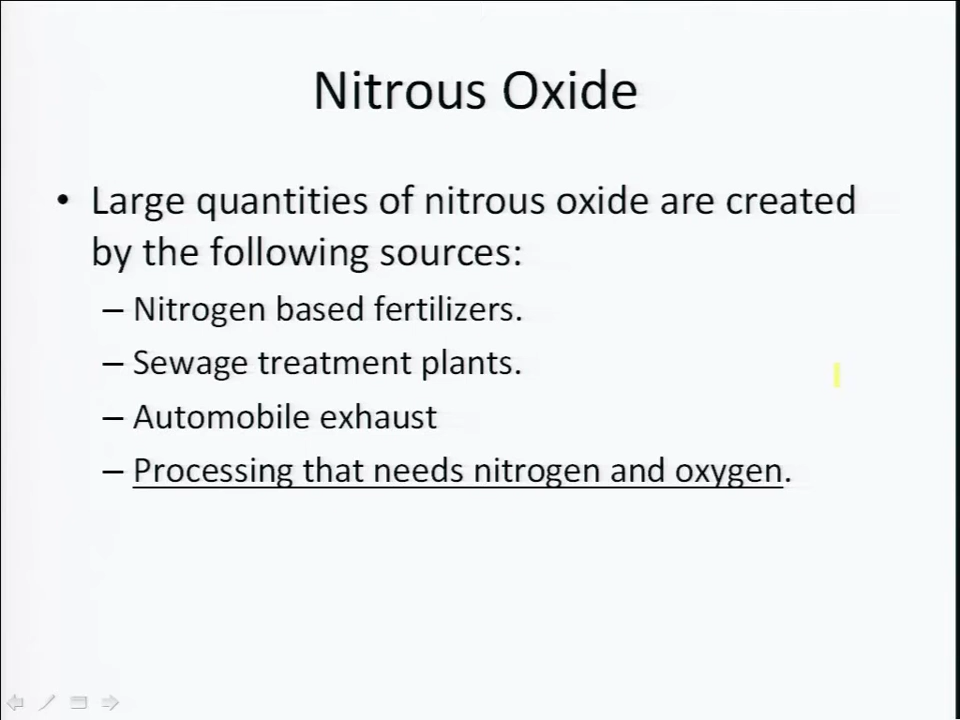 Nitrous Oxide
• Large quantities of nitrous oxide are created
by the following sources:
– Nitrogen based fertilizers.
– Sewage treatment plants.
– Automobile exhaust
– Processing that needs nitrogen and oxygen.